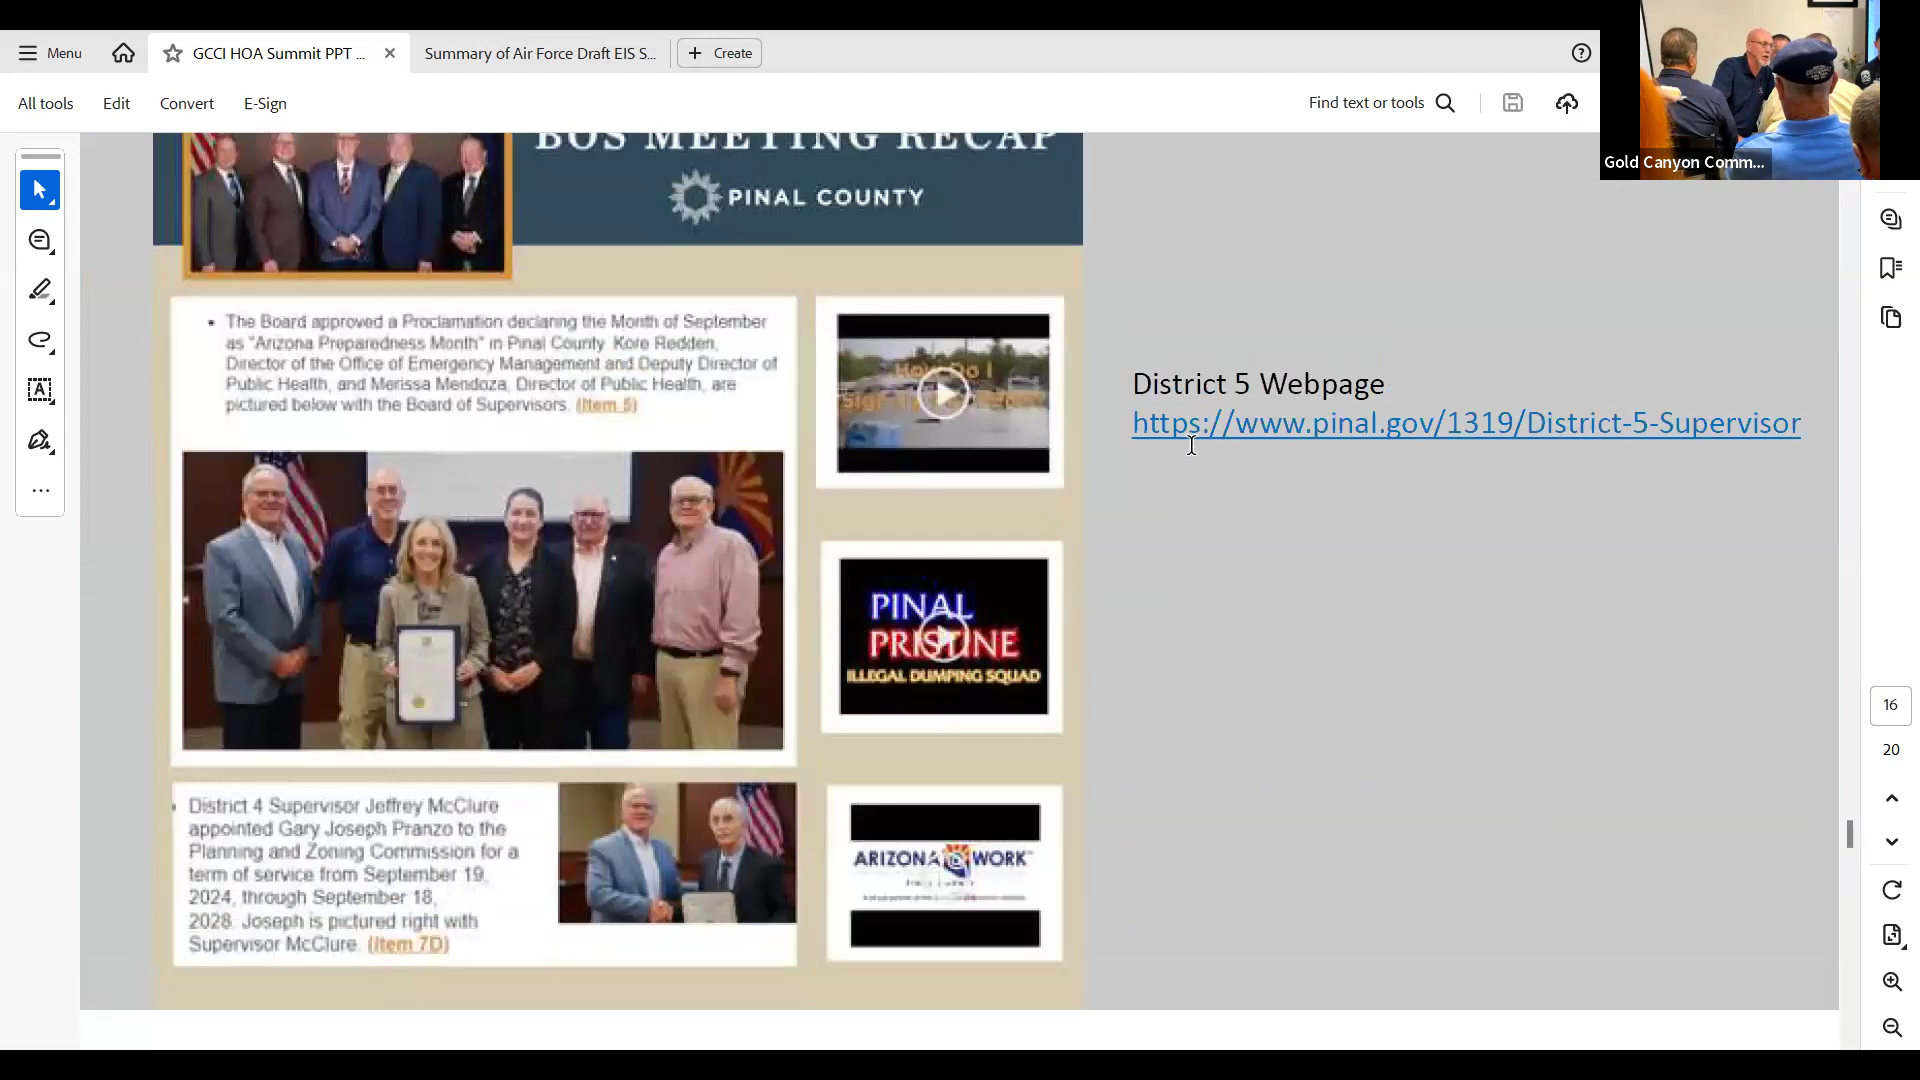 Menu
GCCI HOA Summit PPT ...
Summary of Air Force Draft EIS S...
Create
All tools
Edit
Convert
E-Sign
Find text or tools
Gold Canyon Comm...
BOS MEETING RECAP
PINAL COUNTY
• The Board approved a Proclamation declaring the Month of September
as "Arizona Preparedness Month" in Pinal County. Kore Redden,
Director of the Office of Emergency Management and Deputy Director of
Public Health, and Merissa Mendoza, Director of Public Health, are
pictured below with the Board of Supervisors. (Item 5)
How Do I
Sign Up
District 5 Webpage
https://www.pinal.gov/1319/District-5-Supervisor
PINAL
PRISTINE
ILLEGAL DUMPING SQUAD
16
20
• District 4 Supervisor Jeffrey McClure
appointed Gary Joseph Pranzo to the
Planning and Zoning Commission for a
term of service from September 19,
2024, through September 18,
2028. Joseph is pictured right with
Supervisor McClure. (Item 7D)
ARIZONA @ WORK